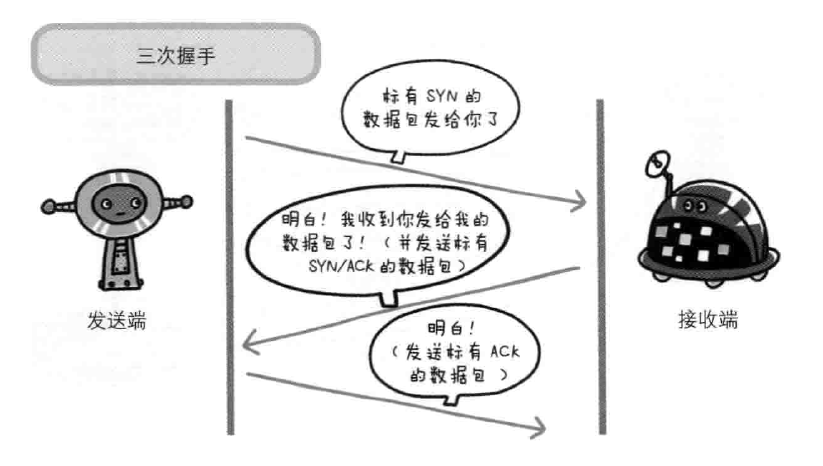 三次握手
标有 SYN 的
数据包发给你了
明白！我收到你发给我的
数据包了！（并发送标有
SYN/ACK 的数据包）
明白！
（发送标有 ACK
的数据包）
发送端
接收端